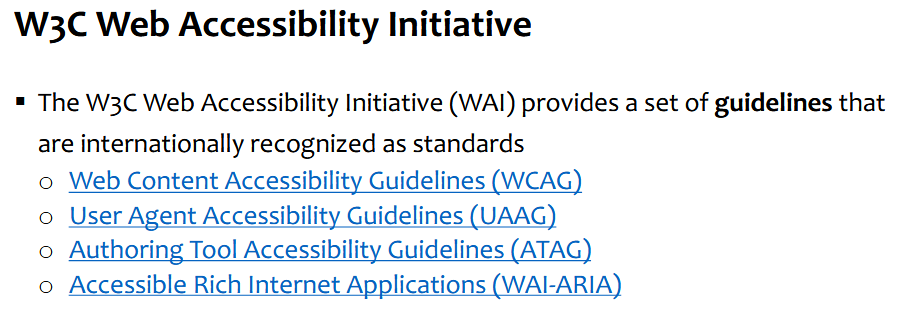 W3C Web Accessibility Initiative
▪ The W3C Web Accessibility Initiative (WAI) provides a set of guidelines that
are internationally recognized as standards
o Web Content Accessibility Guidelines (WCAG)
o User Agent Accessibility Guidelines (UAAG)
o Authoring Tool Accessibility Guidelines (ATAG)
o Accessible Rich Internet Applications (WAI-ARIA)